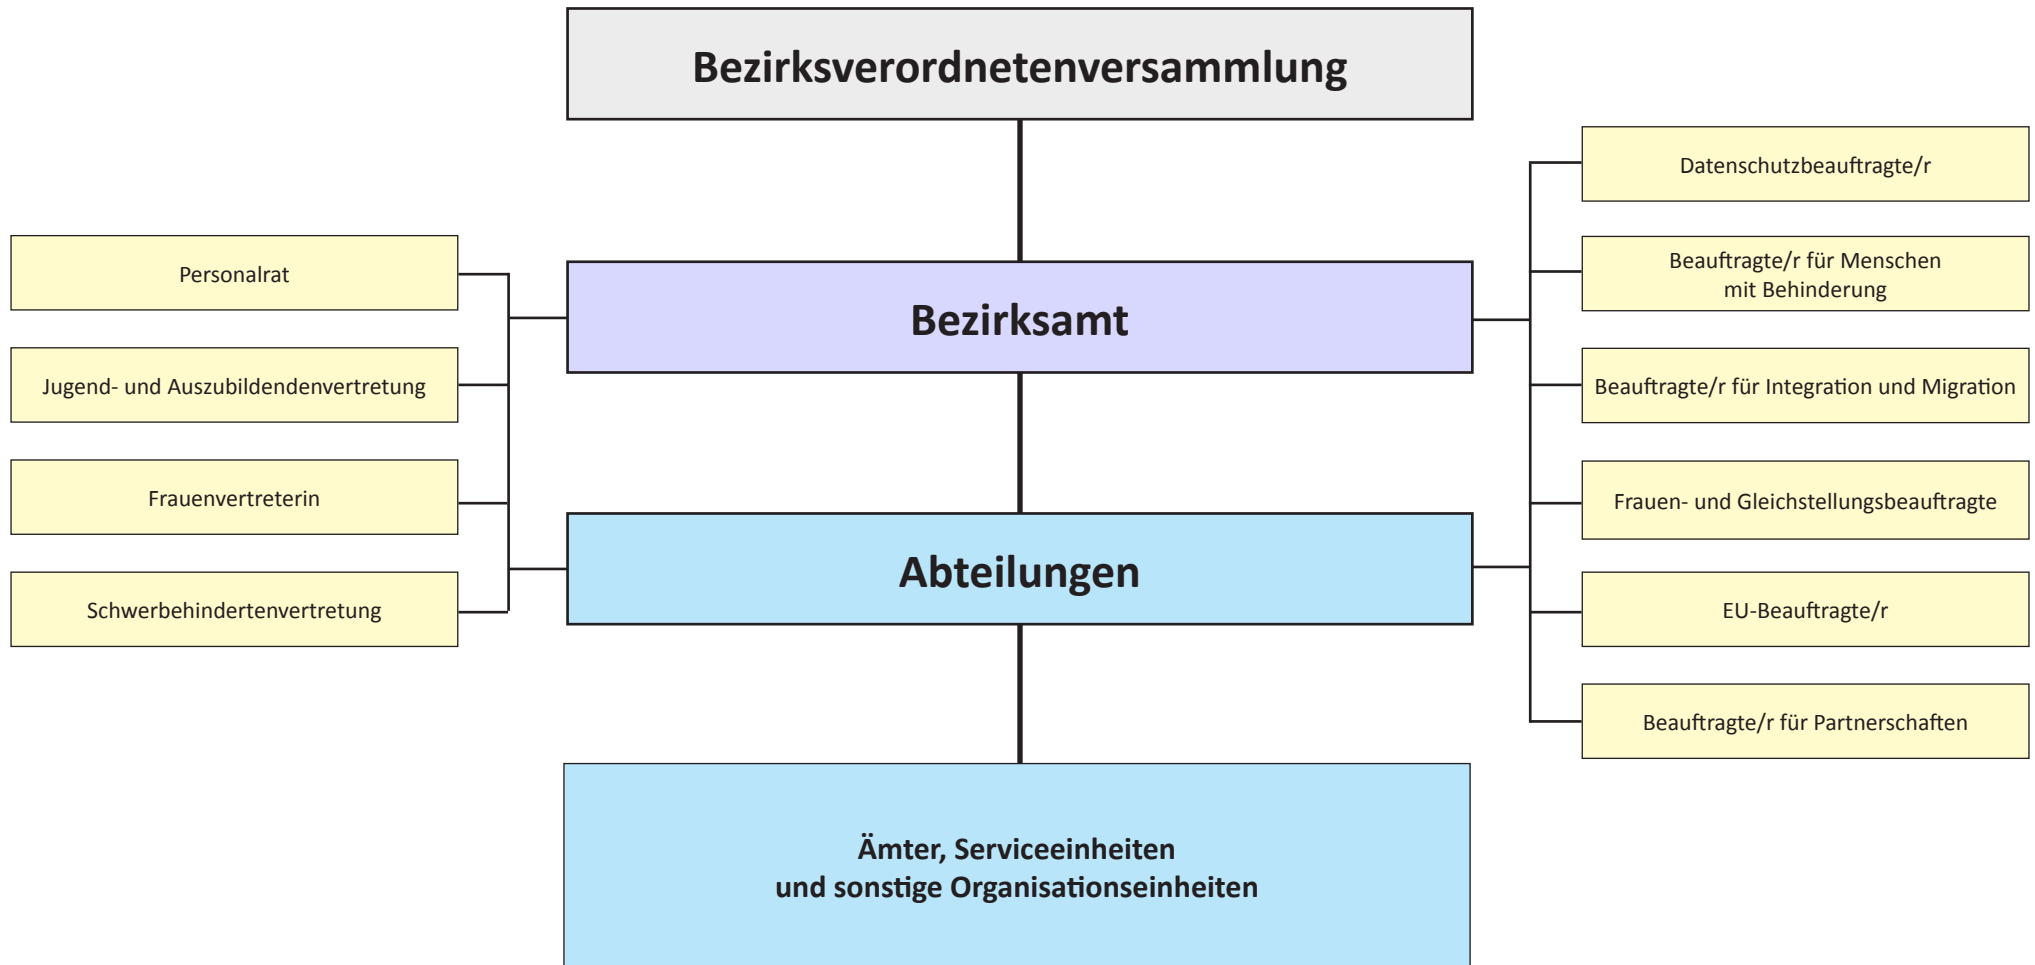 Bezirksverordnetenversammlung
Datenschutzbeauftragte/r
Personalrat
Beauftragte/r für Menschen
mit Behinderung
Bezirksamt
Jugend- und Auszubildendenvertretung
Beauftragte/r für Integration und Migration
Frauenvertreterin
Frauen- und Gleichstellungsbeauftragte
Abteilungen
Schwerbehindertenvertretung
EU-Beauftragte/r
Beauftragte/r für Partnerschaften
Ämter, Serviceeinheiten
und sonstige Organisationseinheiten